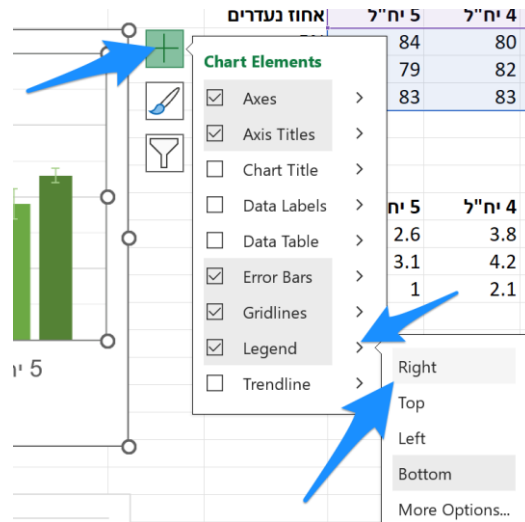 אחוז נעדרים 5 יח"ל 4 יח"ל
84 80
79 82
83 83
Chart Elements
Axes
Axis Titles
Chart Title
Data Labels
Data Table
Error Bars
Gridlines
Legend
Trendline
5 יח 4 יח"ל
2.6 3.8
3.1 4.2
1 2.1
5 יח
Right
Top
Left
Bottom
More Options...